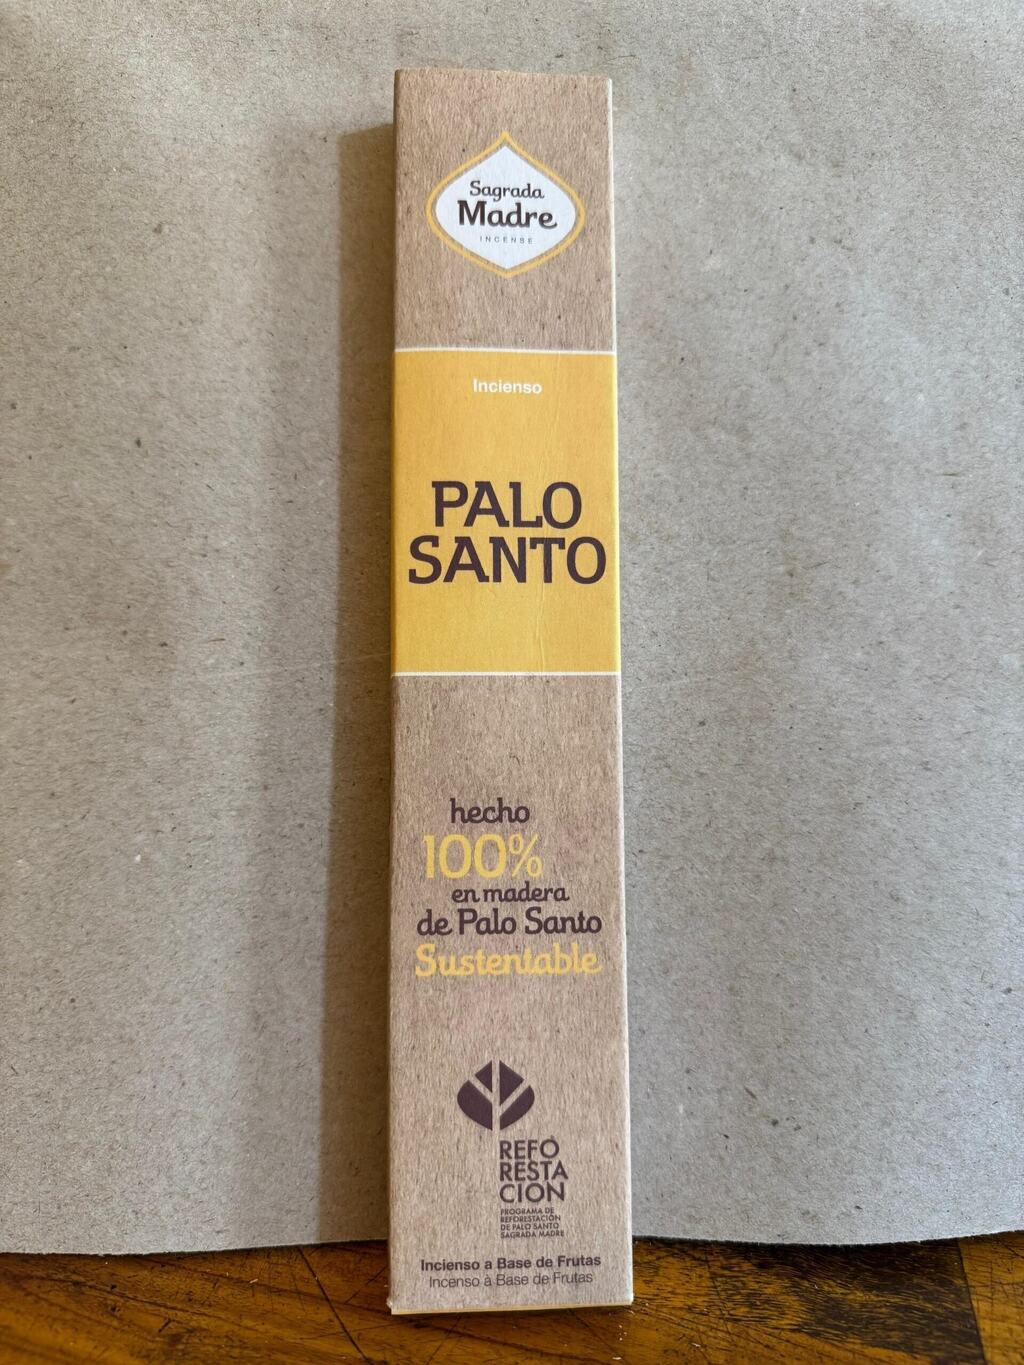 Sagrada
Madre
INCENSE
Incienso
PALO
SANTO
hecho
100%
en madera
de Palo Santo
Sustentable
REFO
RESTA
CIÓN
PROGRAMA DE
REFORESTACIÓN
DE PALO SANTO
SAGRADA MADRE
Incienso a Base de Frutas
Incenso à Base de Frutas